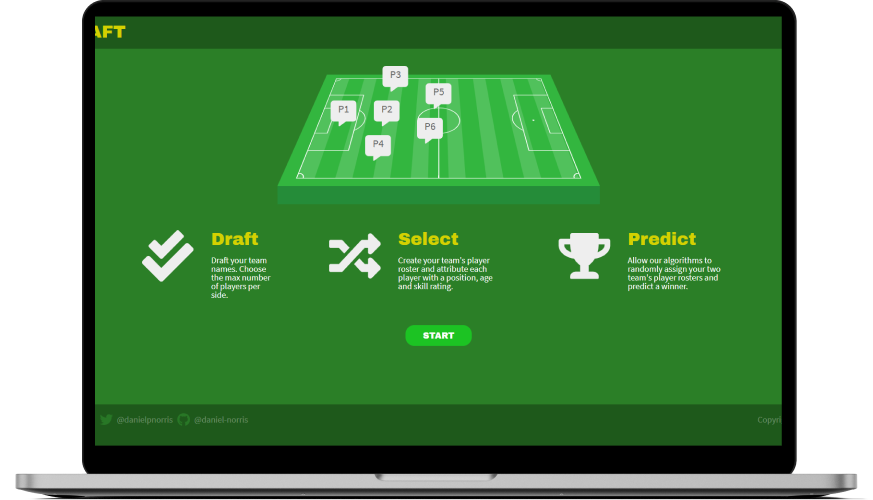 AFT
P3
P5
P1
P2
P6
P4
Draft
Draft your team
names. Choose
the max number
of players per
side.
Select
Create your team's player
roster and attribute each
player with a position, age
and skill rating.
Predict
Allow our algorithms to
randomly assign your two
team's player rosters and
predict a winner.
START
@danielpnorris @daniel-norris
Copyri